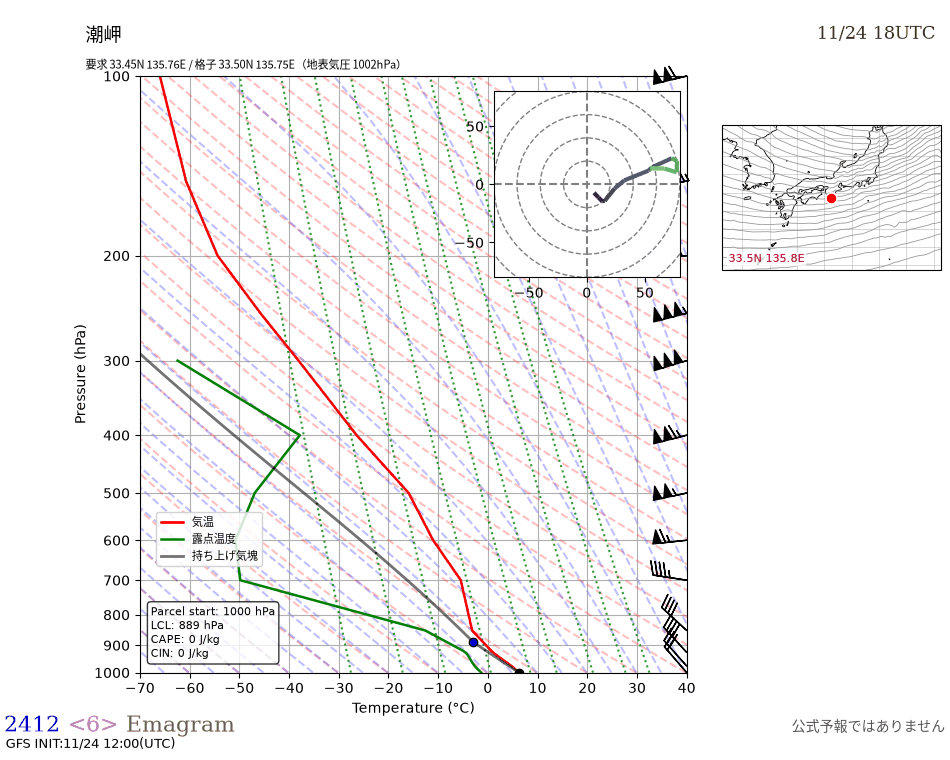 潮岬
11/24 18UTC
要求 33.45N 135.76E / 格子 33.50N 135.75E（地表気圧 1002hPa）
100
200
300
400
500
600
700
800
900
1000
Pressure (hPa)
50
0
−50
−50 0 50
33.5N 135.8E
気温
露点温度
持ち上げ気塊
Parcel start: 1000 hPa
LCL: 889 hPa
CAPE: 0 J/kg
CIN: 0 J/kg
−70 −60 −50 −40 −30 −20 −10 0 10 20 30 40
Temperature (°C)
2412 <6> Emagram
公式予報ではありません
GFS INIT:11/24 12:00(UTC)